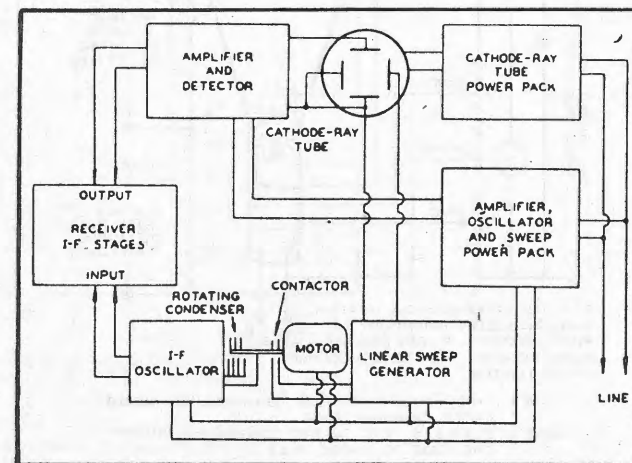 AMPLIFIER
AND
DETECTOR
CATHODE-RAY
TUBE
CATHODE-RAY
TUBE
POWER PACK
OUTPUT
RECEIVER
I-F STAGES
INPUT
AMPLIFIER,
OSCILLATOR
AND SWEEP
POWER PACK
ROTATING
CONDENSER
CONTACTOR
I-F
OSCILLATOR
MOTOR
LINEAR SWEEP
GENERATOR
LINE